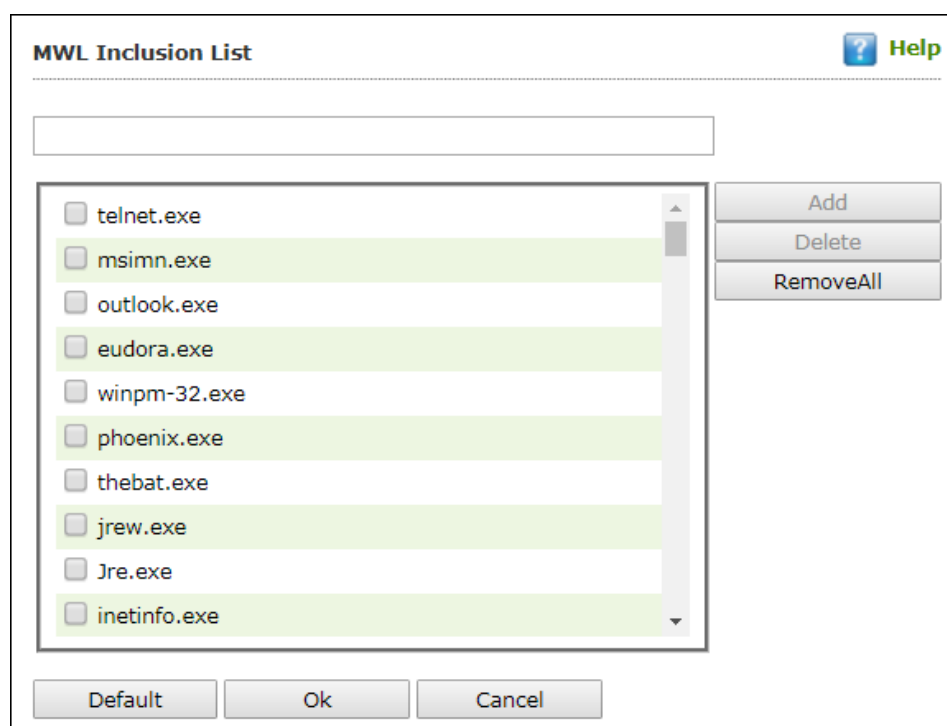 MWL Inclusion List
? Help
telnet.exe
msimn.exe
outlook.exe
eudora.exe
winpm-32.exe
phoenix.exe
thebat.exe
jrew.exe
Jre.exe
inetinfo.exe
Add
Delete
RemoveAll
Default Ok Cancel